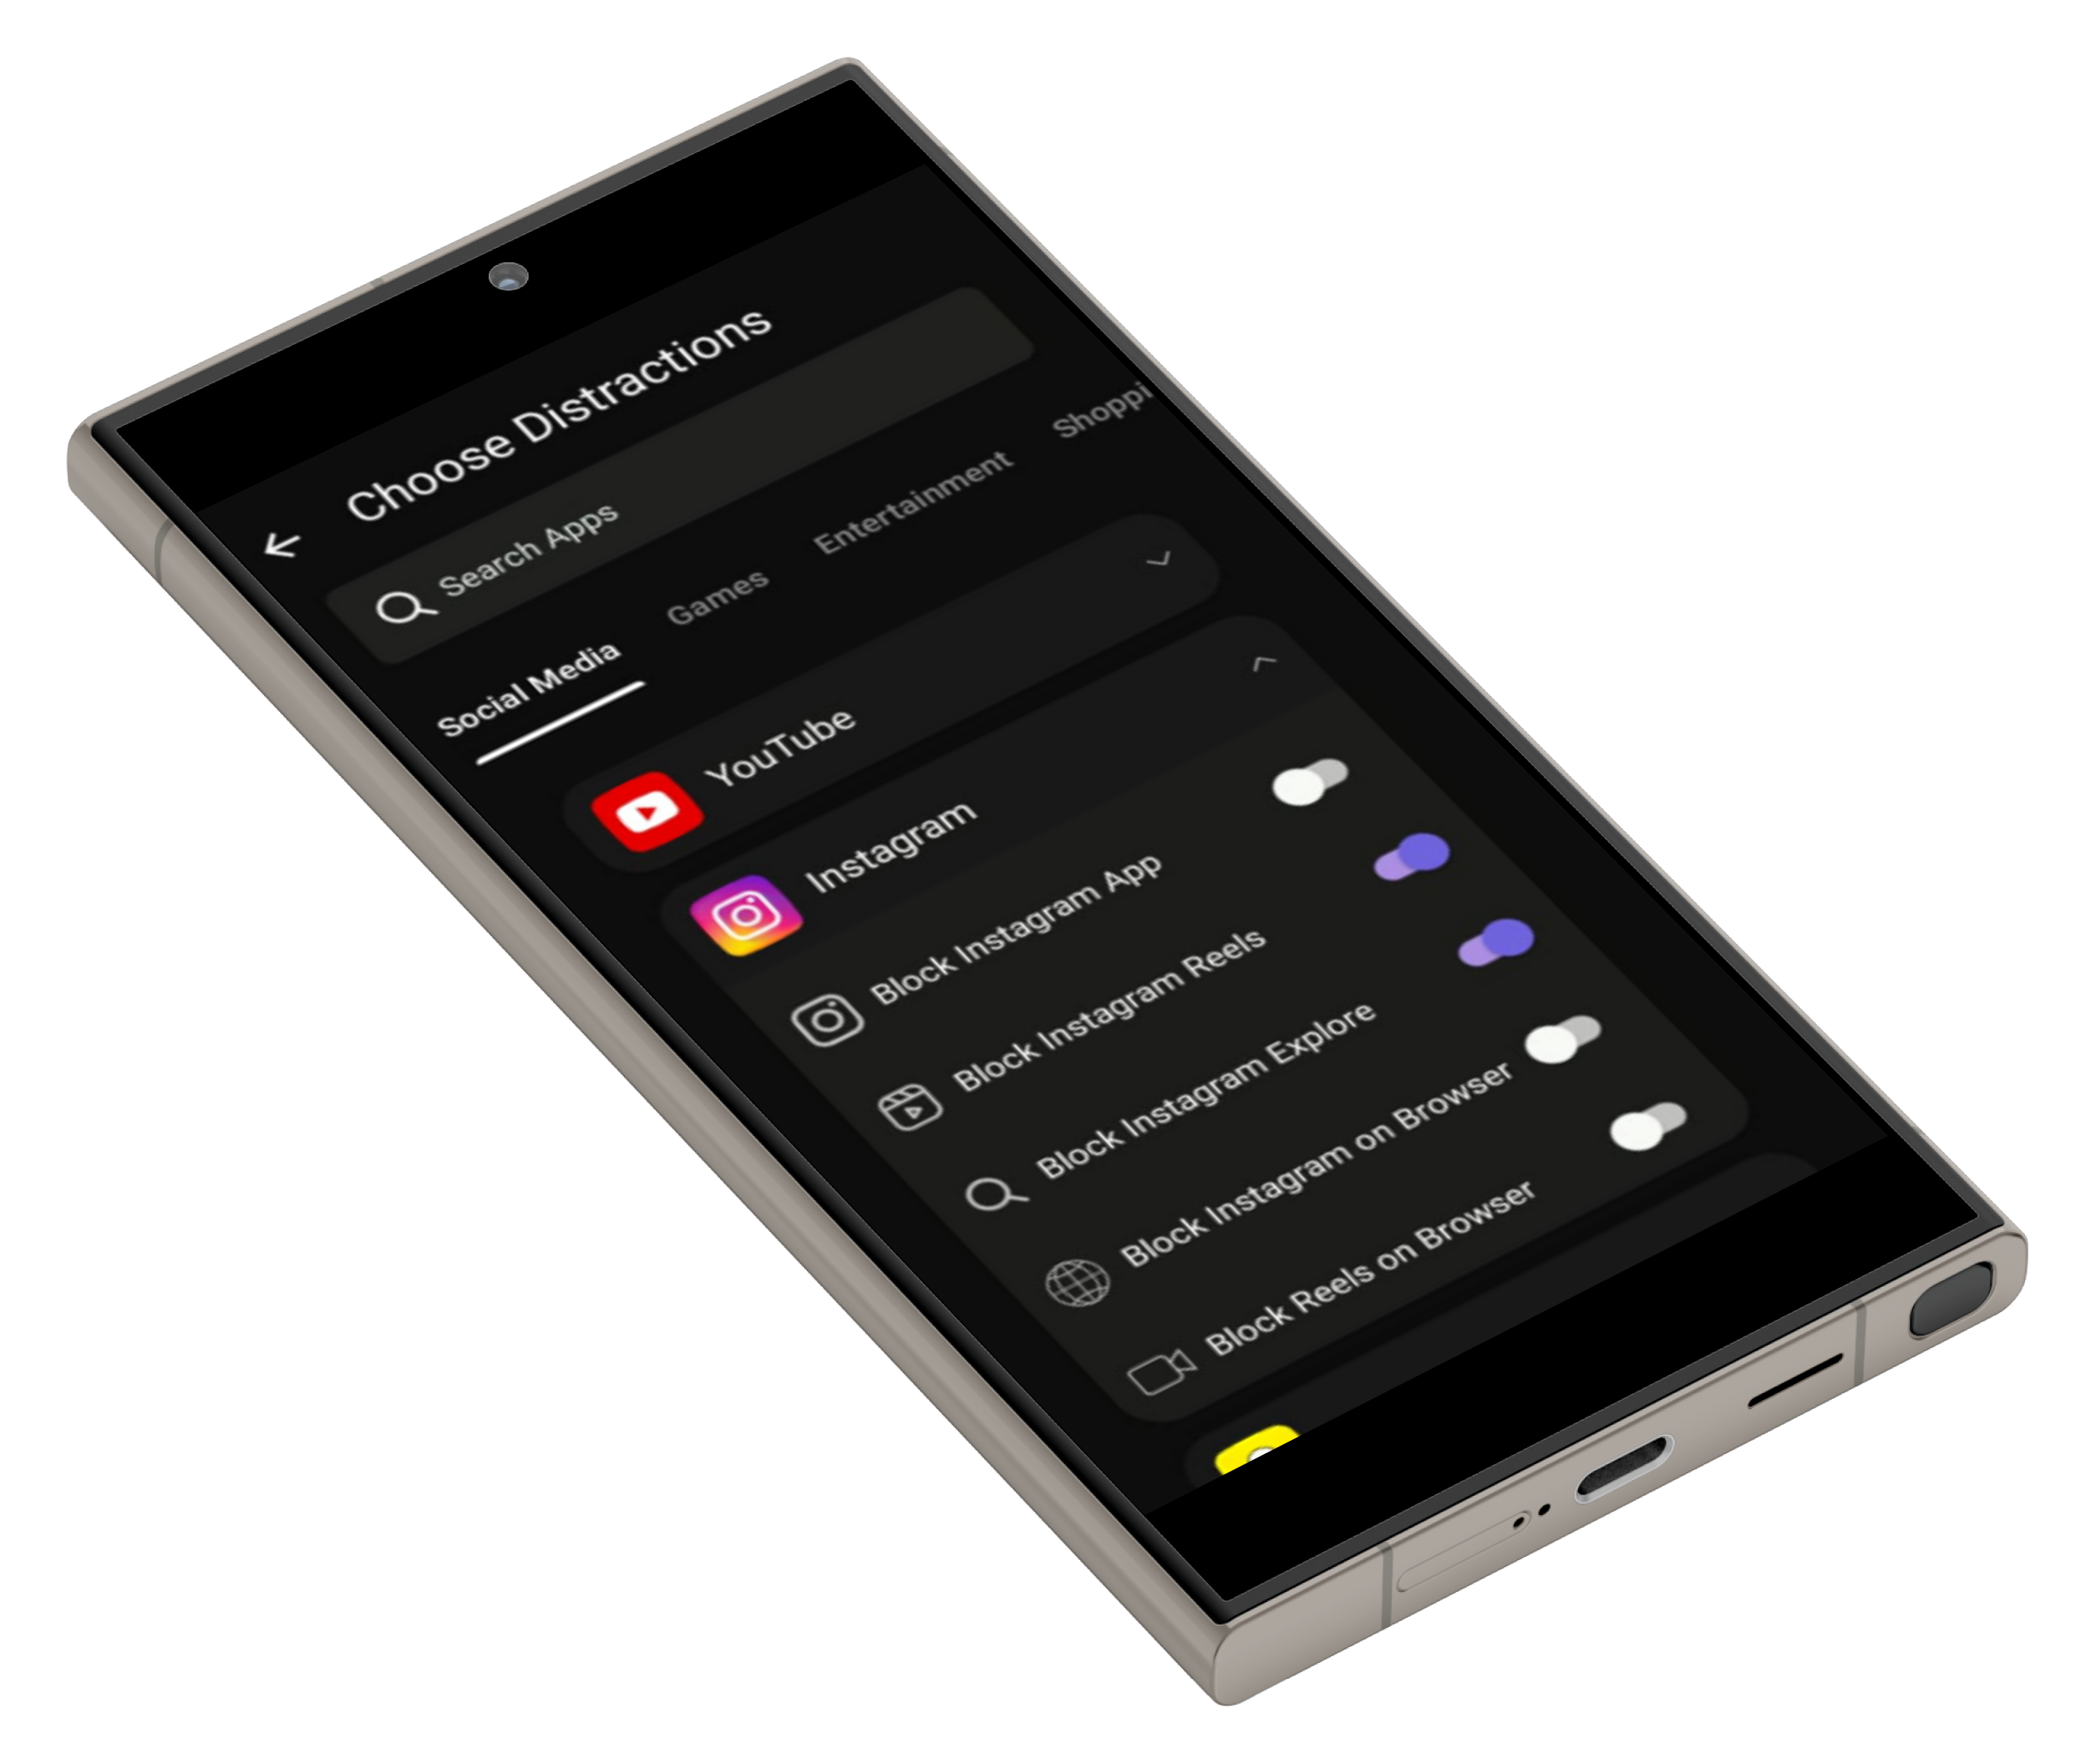 Choose Distractions
Search Apps
Social Media Games Entertainment Shoppi
YouTube
Instagram
Block Instagram App
Block Instagram Reels
Block Instagram Explore
Block Instagram on Browser
Block Reels on Browser